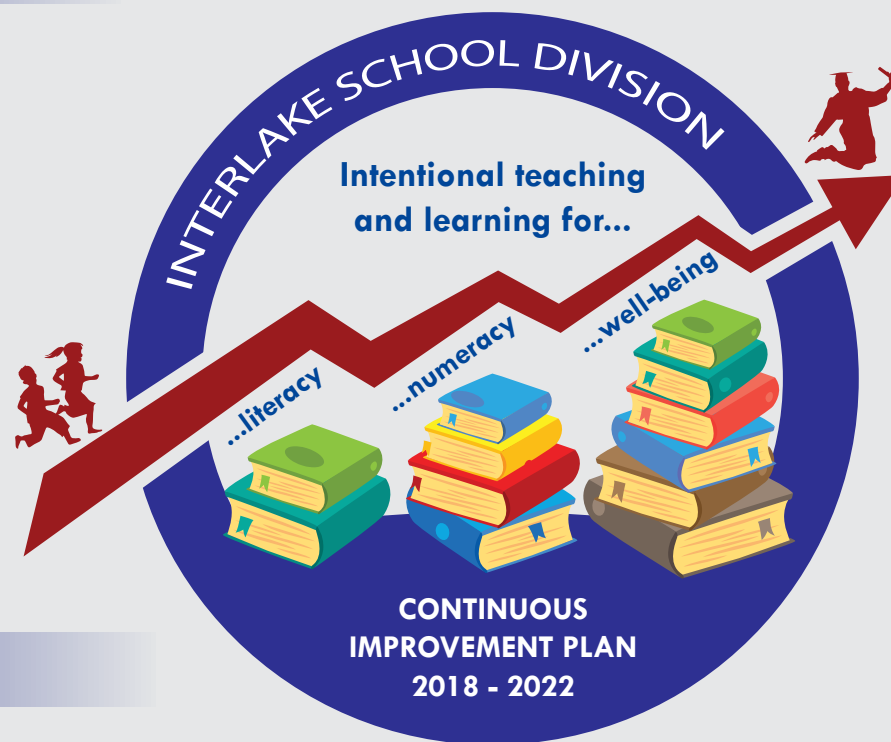 INTERLAKE SCHOOL DIVISION
Intentional teaching
and learning for...
...literacy
...numeracy
...well-being
CONTINUOUS
IMPROVEMENT PLAN
2018 - 2022